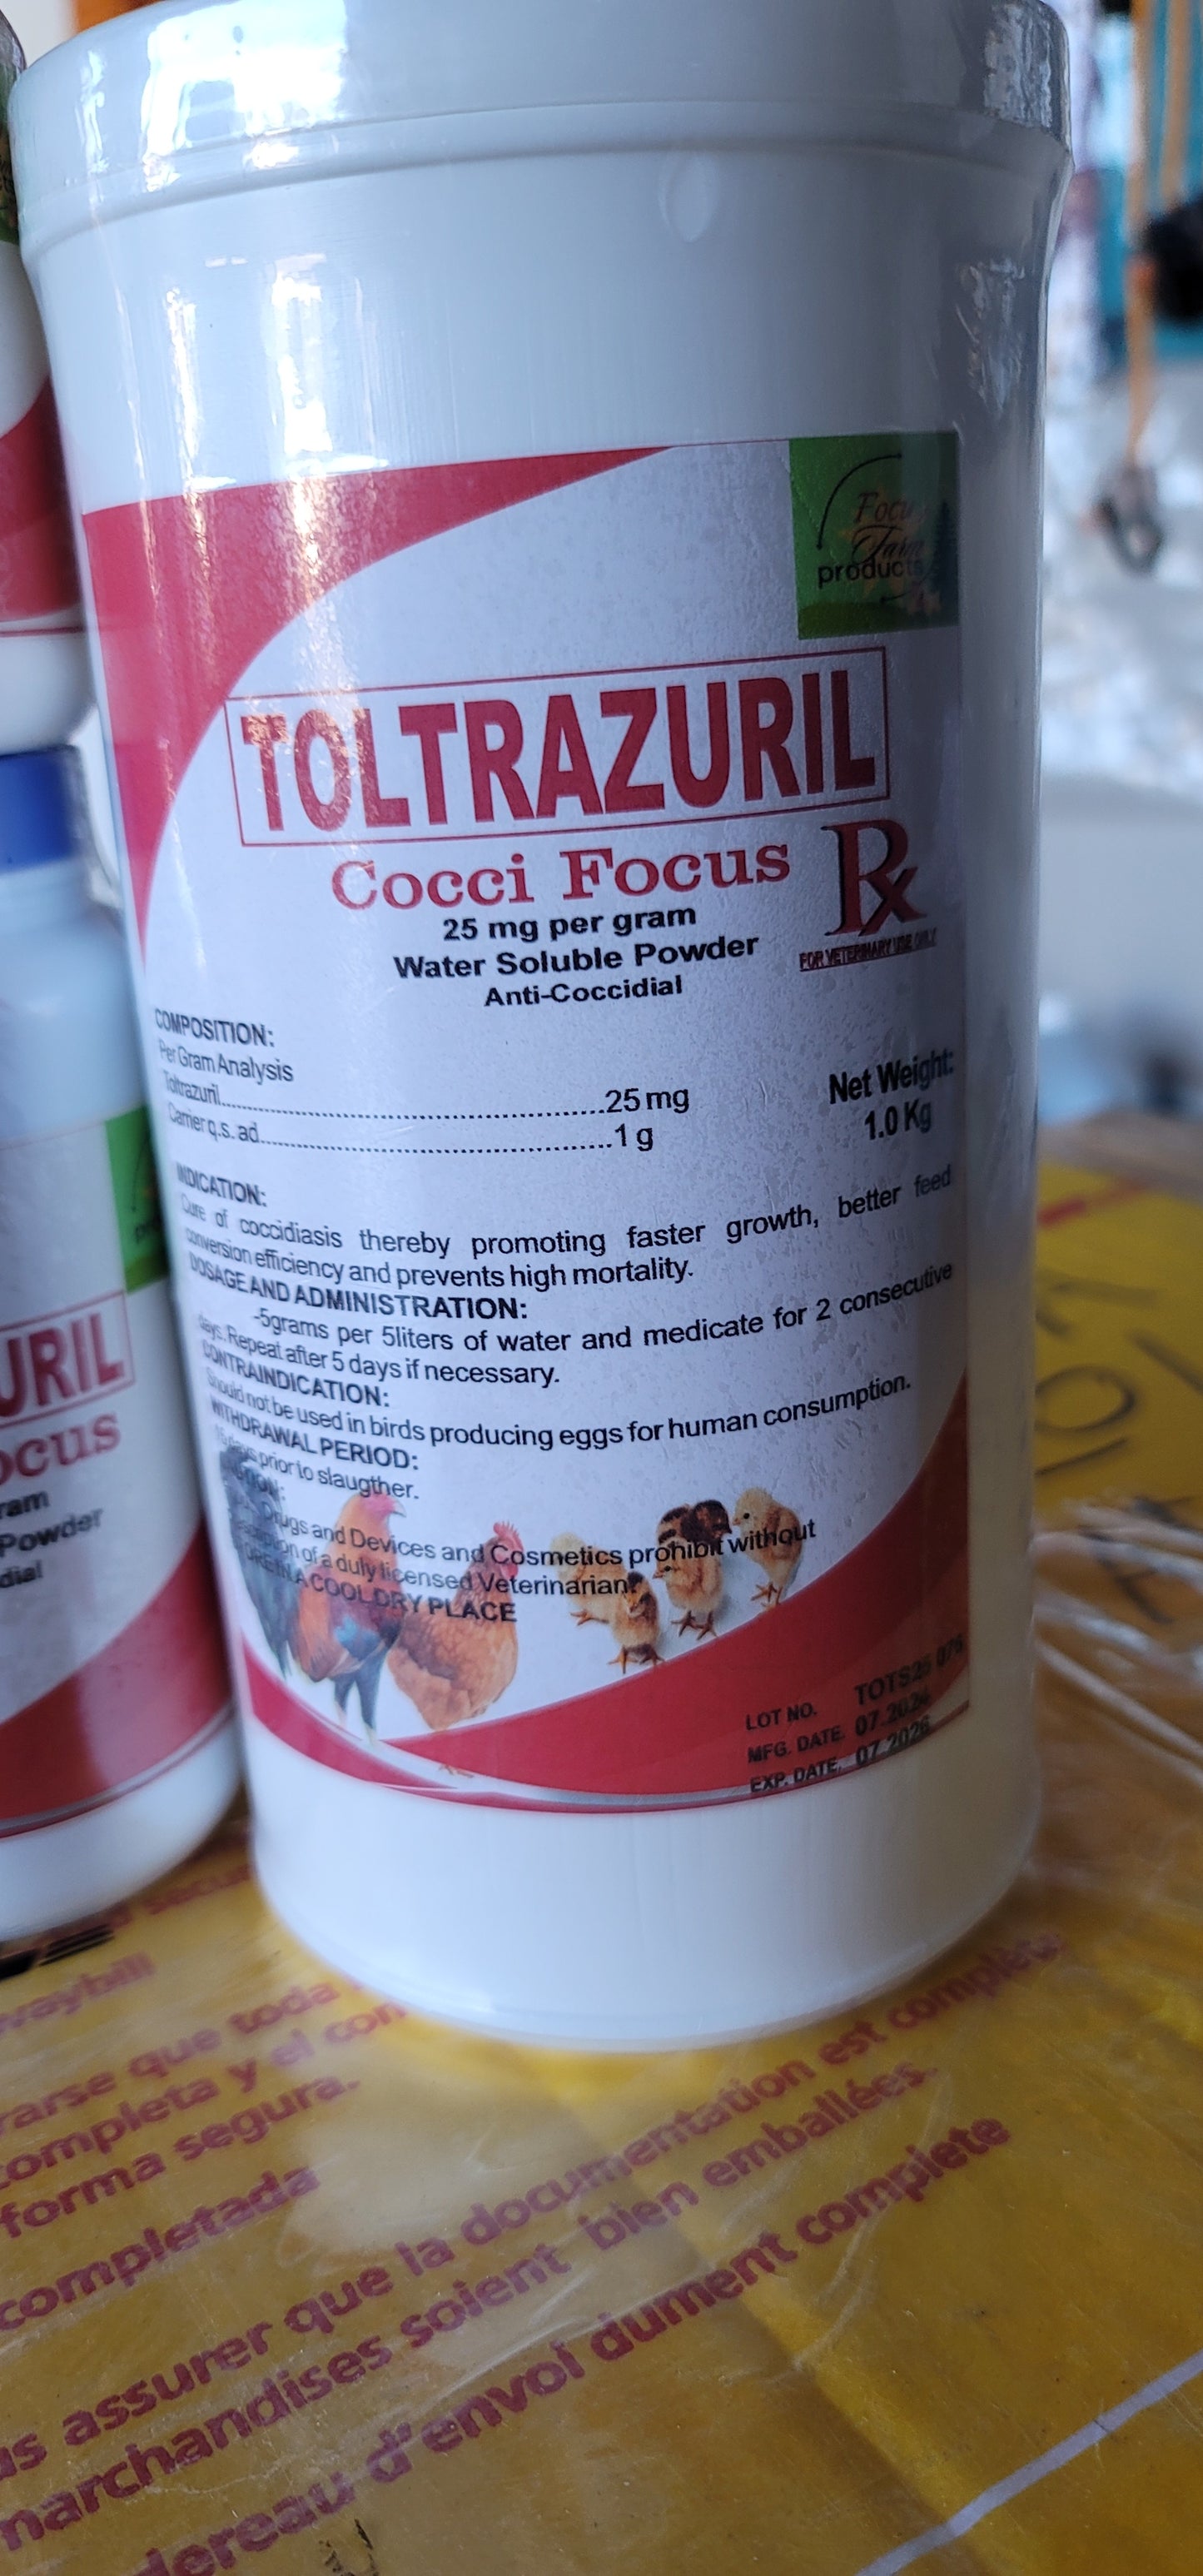 Focus
Farm
products
TOLTRAZURIL
Cocci Focus
Rx
25 mg per gram
Water Soluble Powder
FOR VETERINARY USE ONLY
Anti-Coccidial
COMPOSITION:
Per Gram Analysis
Toltrazuril..........25 mg
Carrier q.s. ad..........1 g
Net Weight:
1.0 Kg
INDICATION:
Cure of coccidiasis thereby promoting faster growth, better feed
conversion efficiency and prevents high mortality.
DOSAGE AND ADMINISTRATION:
-5grams per 5liters of water and medicate for 2 consecutive
days. Repeat after 5 days if necessary.
CONTRAINDICATION:
Should not be used in birds producing eggs for human consumption.
WITHDRAWAL PERIOD:
days prior to slaugther.
Drugs and Devices and Cosmetics prohibit without
of a duly licensed Veterinarian.
STORE IN A COOL DRY PLACE
LOT NO.
MFG. DATE. 07.2024
EXP. DATE. 07.2026
URIL
ocus
ram
Powder
dial
waybill
rarse que toda
completa y el con
forma segura.
completada
us assurer que la documentation est complète
marchandises soient bien emballées.
dereau d'envoi dument complete